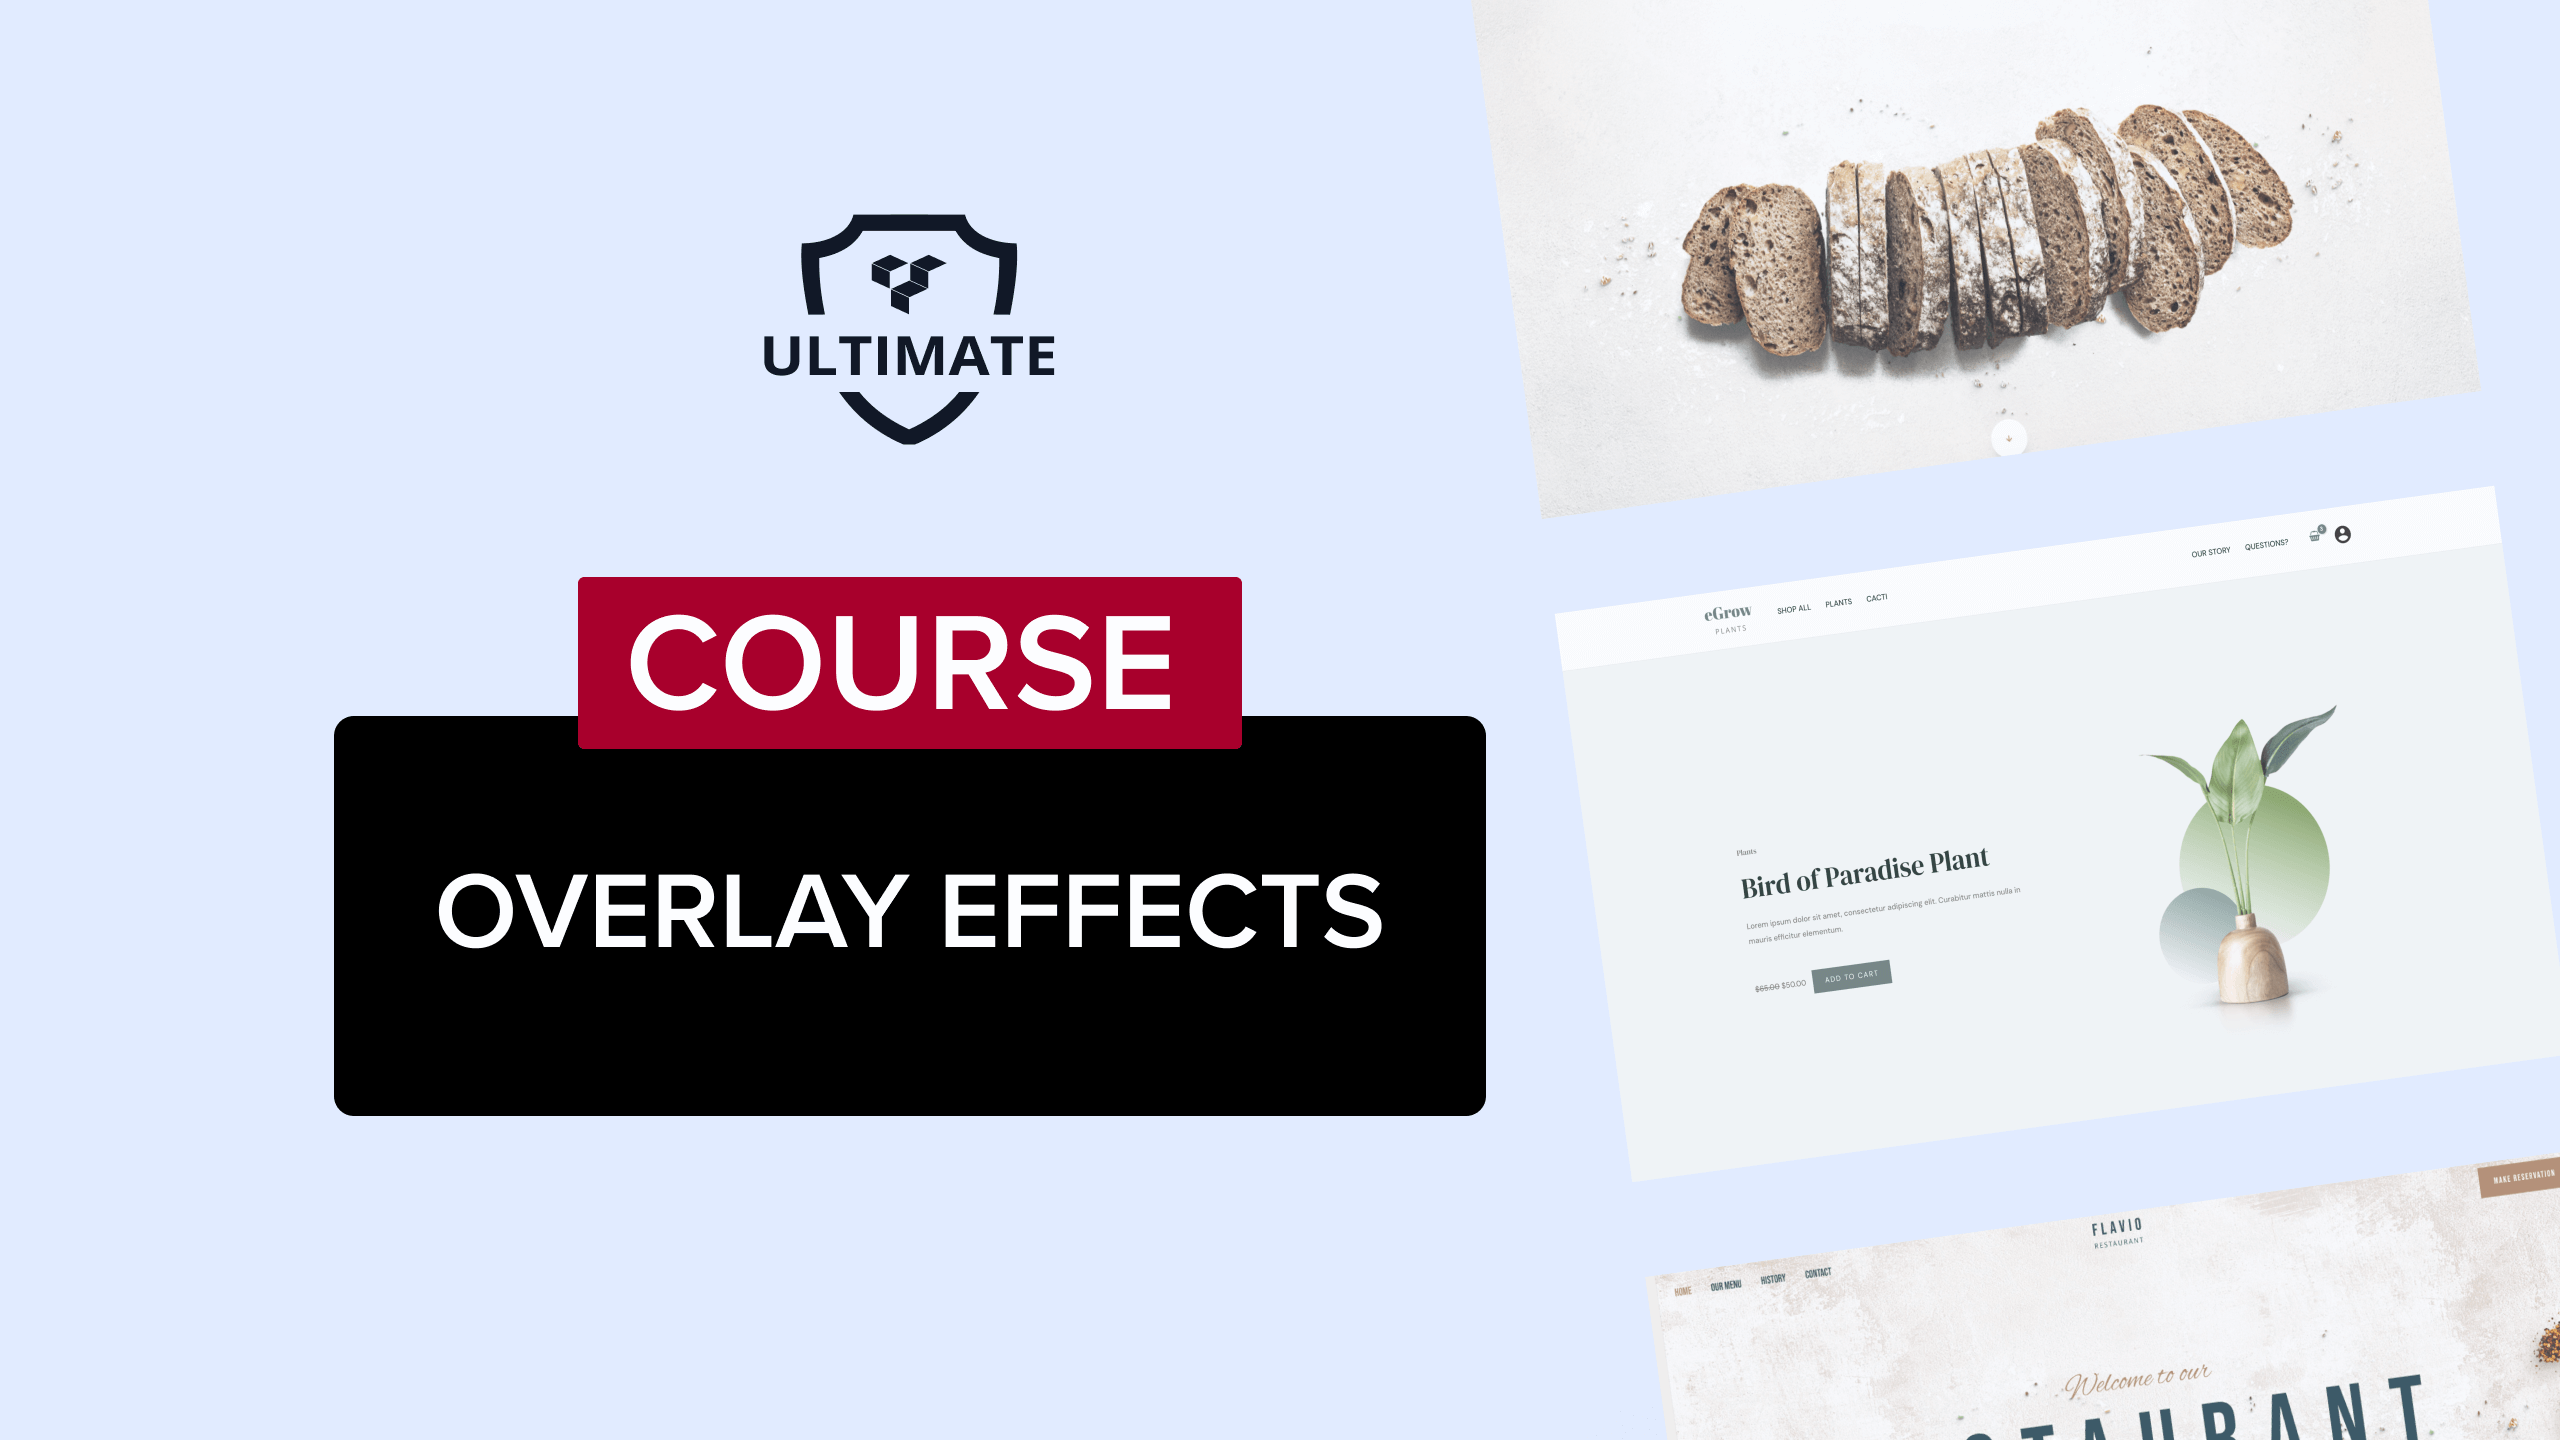 ULTIMATE
COURSE
OVERLAY EFFECTS
eGrow
PLANTS
SHOP ALL PLANTS CACTI
OUR STORY QUESTIONS?
Plants
Bird of Paradise Plant
Lorem ipsum dolor sit amet, consectetur adipiscing elit. Curabitur mattis nulla in
mauris efficitur elementum.
$65.00 $50.00 ADD TO CART
MAKE RESERVATION
FLAVIO
RESTAURANT
HOME OUR MENU HISTORY CONTACT
Welcome to our
STAURANT